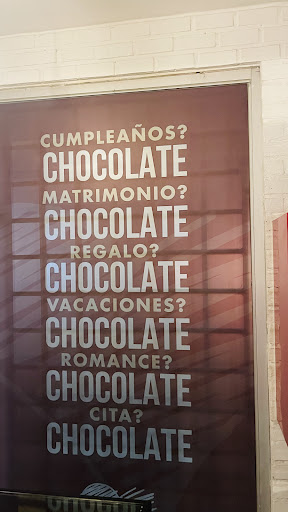 CUMPLEAÑOS?
CHOCOLATE
MATRIMONIO?
CHOCOLATE
REGALO?
CHOCOLATE
VACACIONES?
CHOCOLATE
ROMANCE?
CHOCOLATE
CITA?
CHOCOLATE